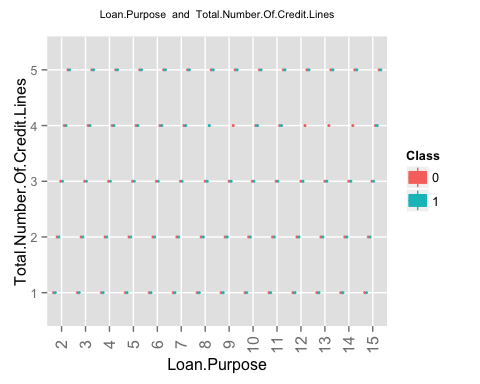 Loan.Purpose and Total.Number.Of.Credit.Lines
Total.Number.Of.Credit.Lines
5
4
3
2
1
2 3 4 5 6 7 8 9 10 11 12 13 14 15
Loan.Purpose
Class
0
1